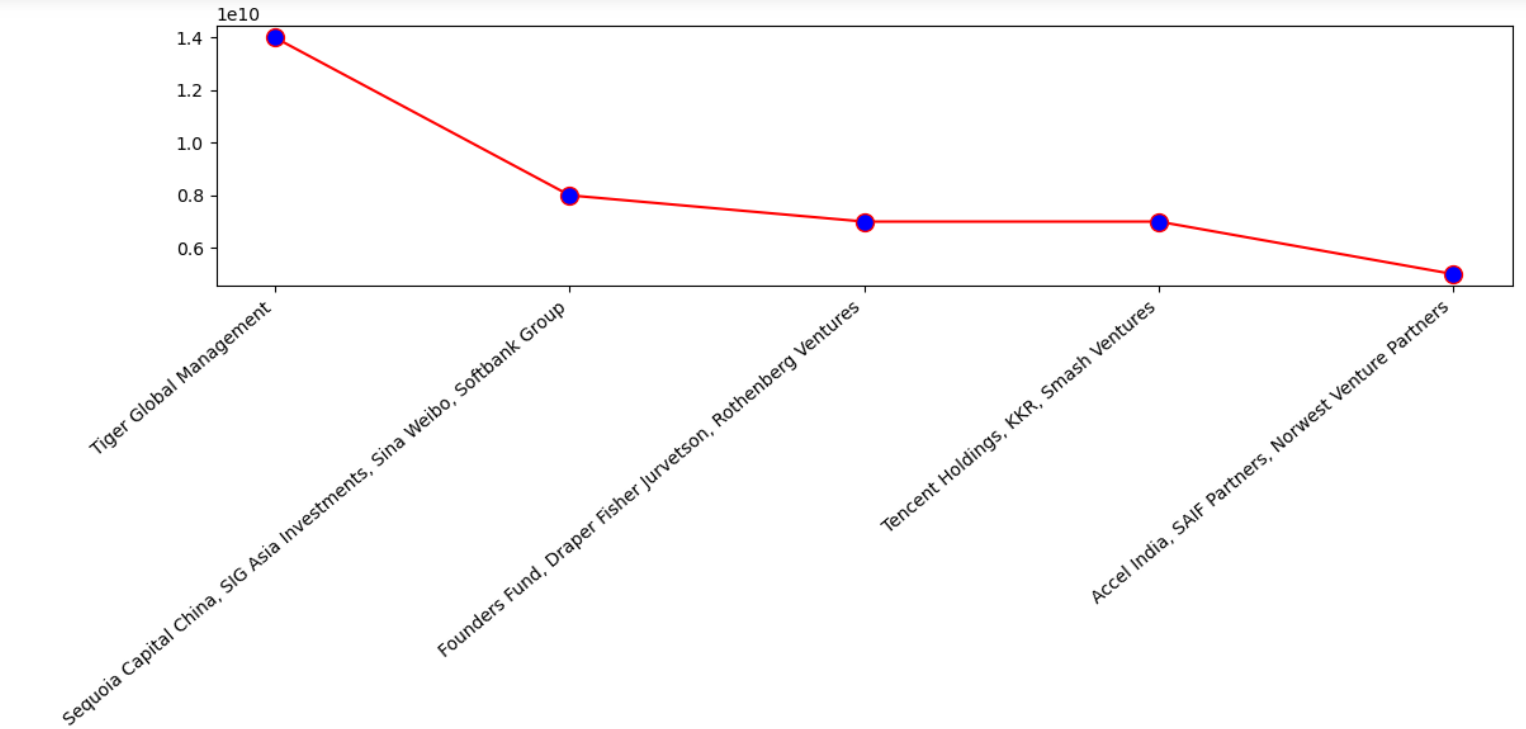 1e10
1.4
1.2
1.0
0.8
0.6
Tiger Global Management
Sequoia Capital China, SIG Asia Investments, Sina Weibo, Softbank Group
Founders Fund, Draper Fisher Jurvetson, Rothenberg Ventures
Tencent Holdings, KKR, Smash Ventures
Accel India, SAIF Partners, Norwest Venture Partners